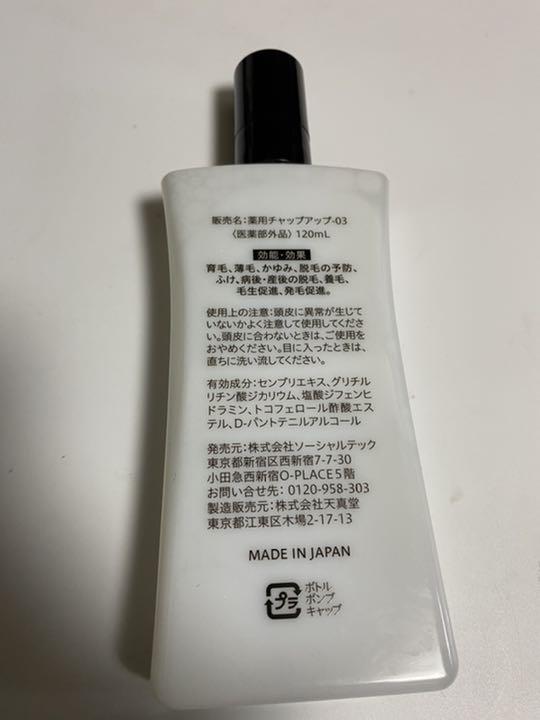 販売名：薬用チャップアップ-03
〈医薬部外品〉 120mL
効能・効果
育毛、薄毛、かゆみ、脱毛の予防、
ふけ、病後・産後の脱毛、養毛、
毛生促進、発毛促進。
使用上の注意：頭皮に異常が生じて
いないかよく注意して使用してくださ
い。頭皮に合わないときは、ご使用を
おやめください。目に入ったときは、
直ちに洗い流してください。
有効成分：センブリエキス、グリチル
リチン酸ジカリウム、塩酸ジフェンヒ
ドラミン、トコフェロール酢酸エス
テル、D-パントテニルアルコール
発売元：株式会社ソーシャルテック
東京都新宿区西新宿7-7-30
小田急西新宿O-PLACE5階
お問い合せ先： 0120-958-303
製造販売元：株式会社天真堂
東京都江東区木場2-17-13
MADE IN JAPAN
プラ
ボトル
ポンプ
キャップ